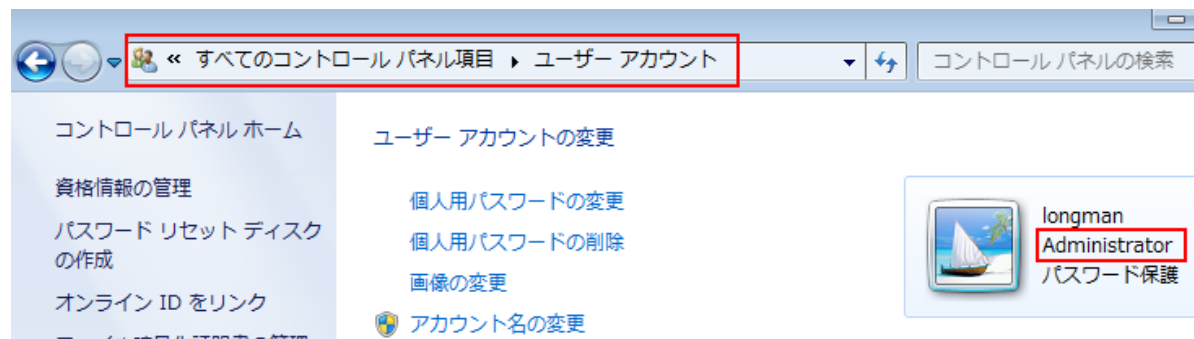 « すべてのコントロール パネル項目 ▸ ユーザー アカウント
コントロール パネルの検索
コントロール パネル ホーム
資格情報の管理
パスワード リセット ディスク
の作成
オンライン ID をリンク
ユーザー アカウントの変更
個人用パスワードの変更
個人用パスワードの削除
画像の変更
アカウント名の変更
longman
Administrator
パスワード保護